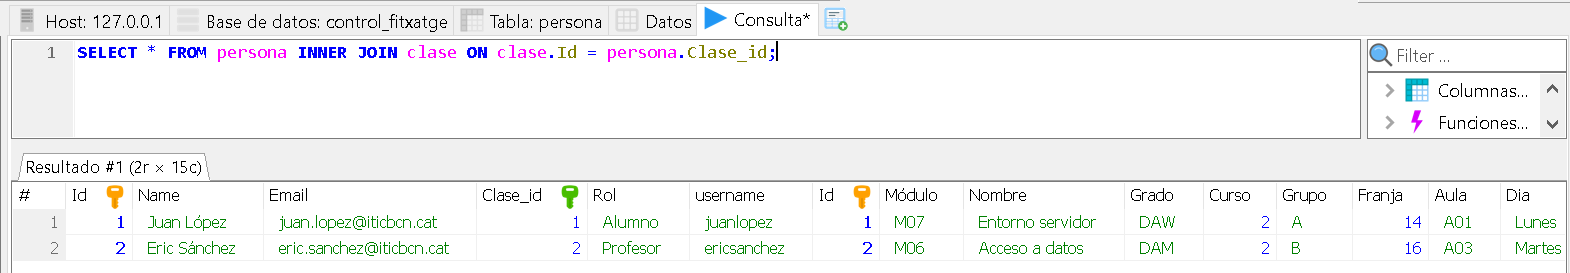 Host: 127.0.0.1 Base de datos: control_fitxatge Tabla: persona Datos Consulta*
1 SELECT * FROM persona INNER JOIN clase ON clase.Id = persona.Clase_id;
Filter ...
Columnas...
Funciones...
Resultado #1 (2r × 15c)
# Id Name Email Clase_id Rol username Id Módulo Nombre Grado Curso Grupo Franja Aula Dia
1 1 Juan López juan.lopez@iticbcn.cat 1 Alumno juanlopez 1 M07 Entorno servidor DAW 2 A 14 A01 Lunes
2 2 Eric Sánchez eric.sanchez@iticbcn.cat 2 Profesor ericsanchez 2 M06 Acceso a datos DAM 2 B 16 A03 Martes